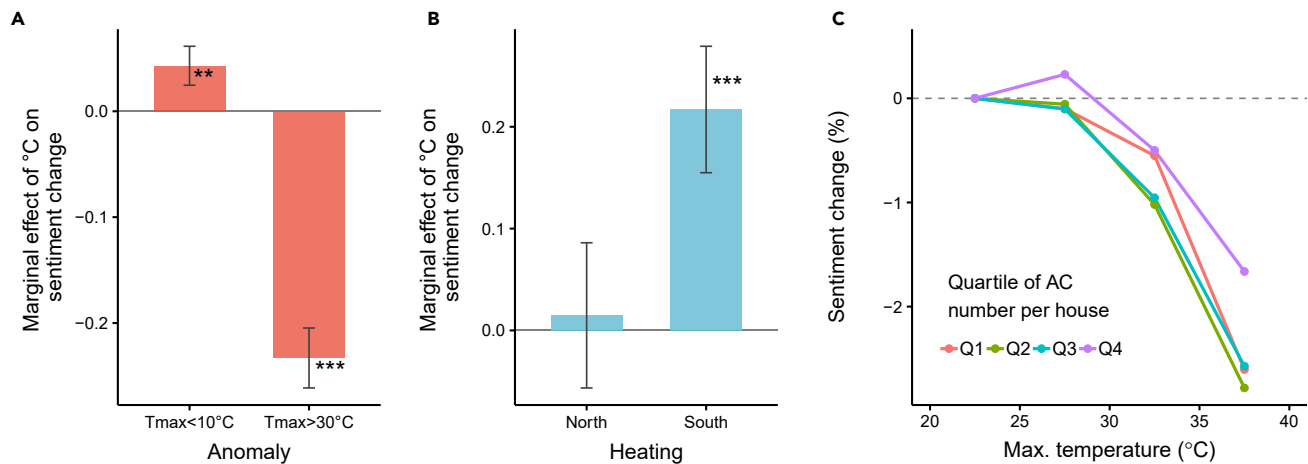 A
Marginal effect of °C on
sentiment change
0.0
−0.1
−0.2
**
***
Tmax<10°C
Tmax>30°C
Anomaly
B
Marginal effect of °C on
sentiment change
0.2
0.1
0.0
***
North
South
Heating
C
Sentiment change (%)
0
−1
−2
Quartile of AC
number per house
Q1 Q2 Q3 Q4
20 25 30 35 40
Max. temperature (°C)